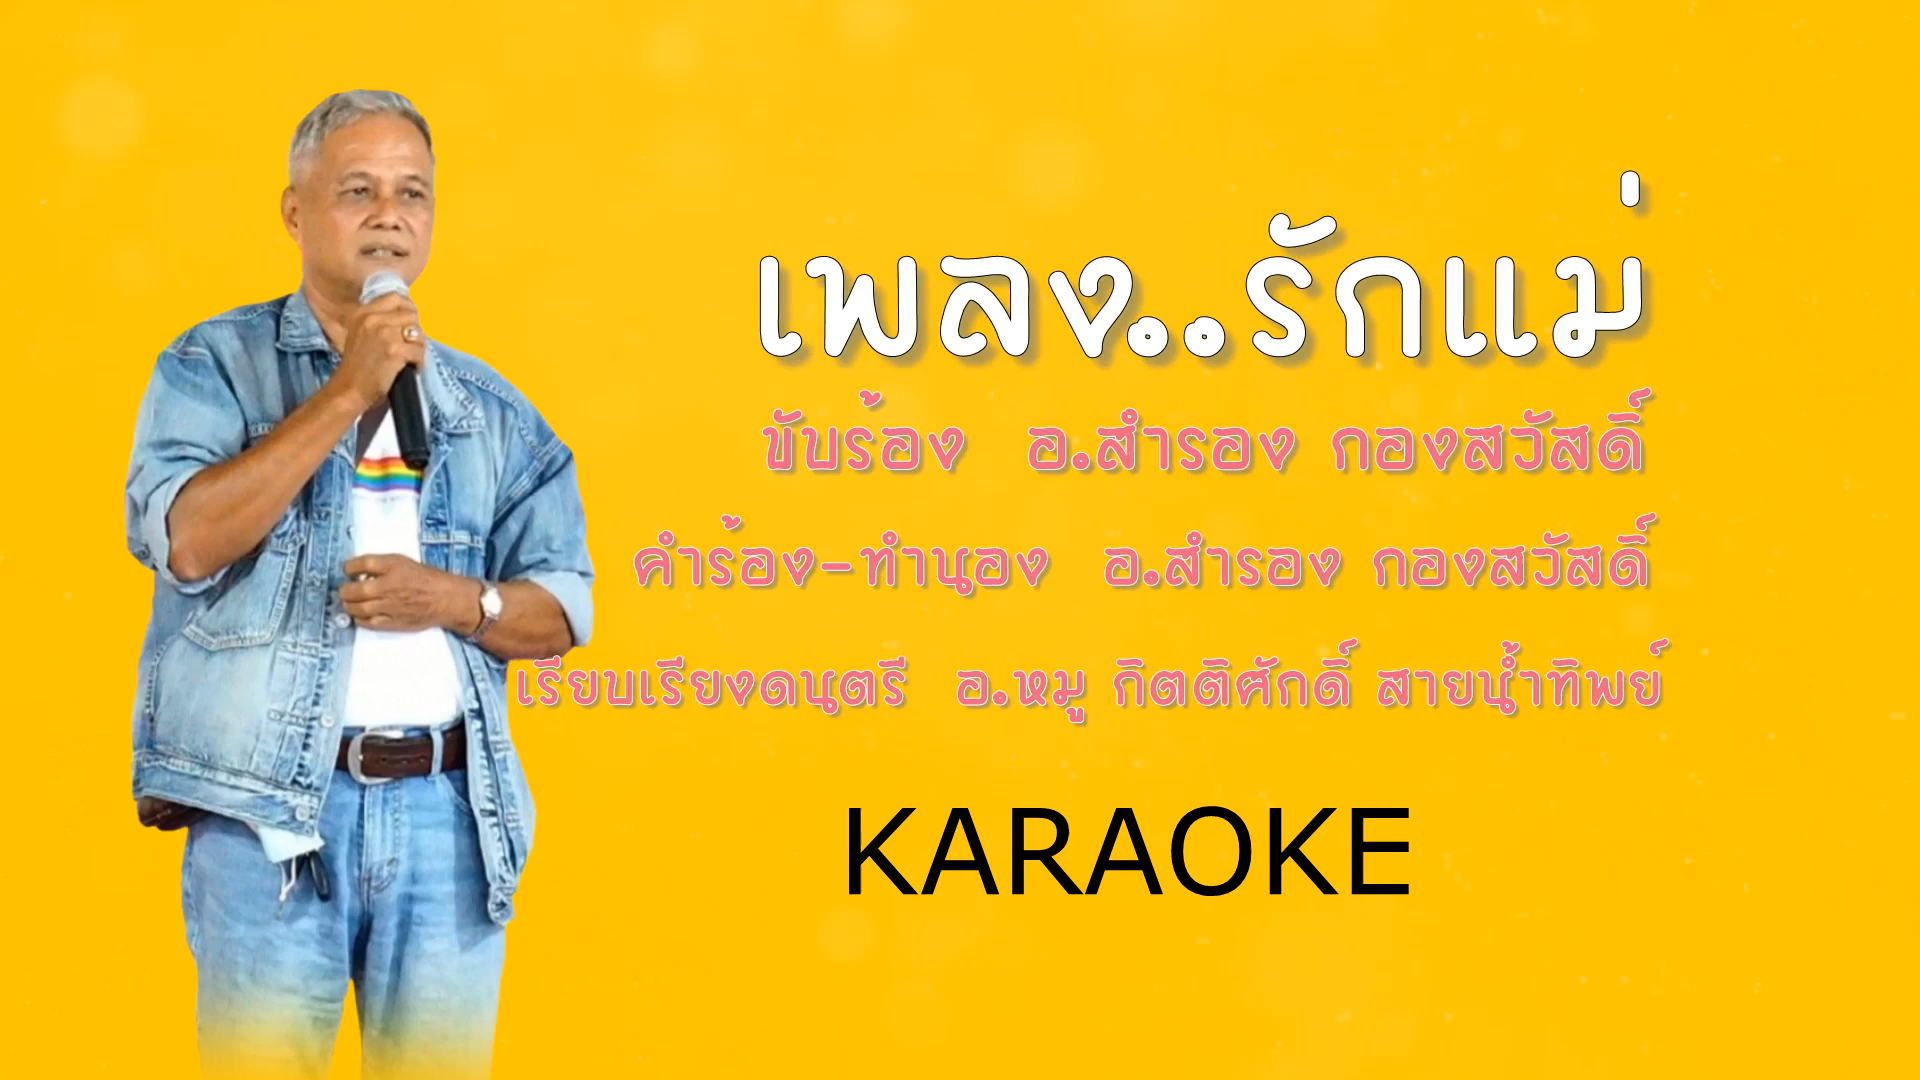 เพลง..รักแม่
ขับร้อง อ.สำรอง กองสวัสดิ์
คำร้อง-ทำนอง อ.สำรอง กองสวัสดิ์
เรียบเรียงดนตรี อ.หมู กิตติศักดิ์ สายน้ำทิพย์
KARAOKE